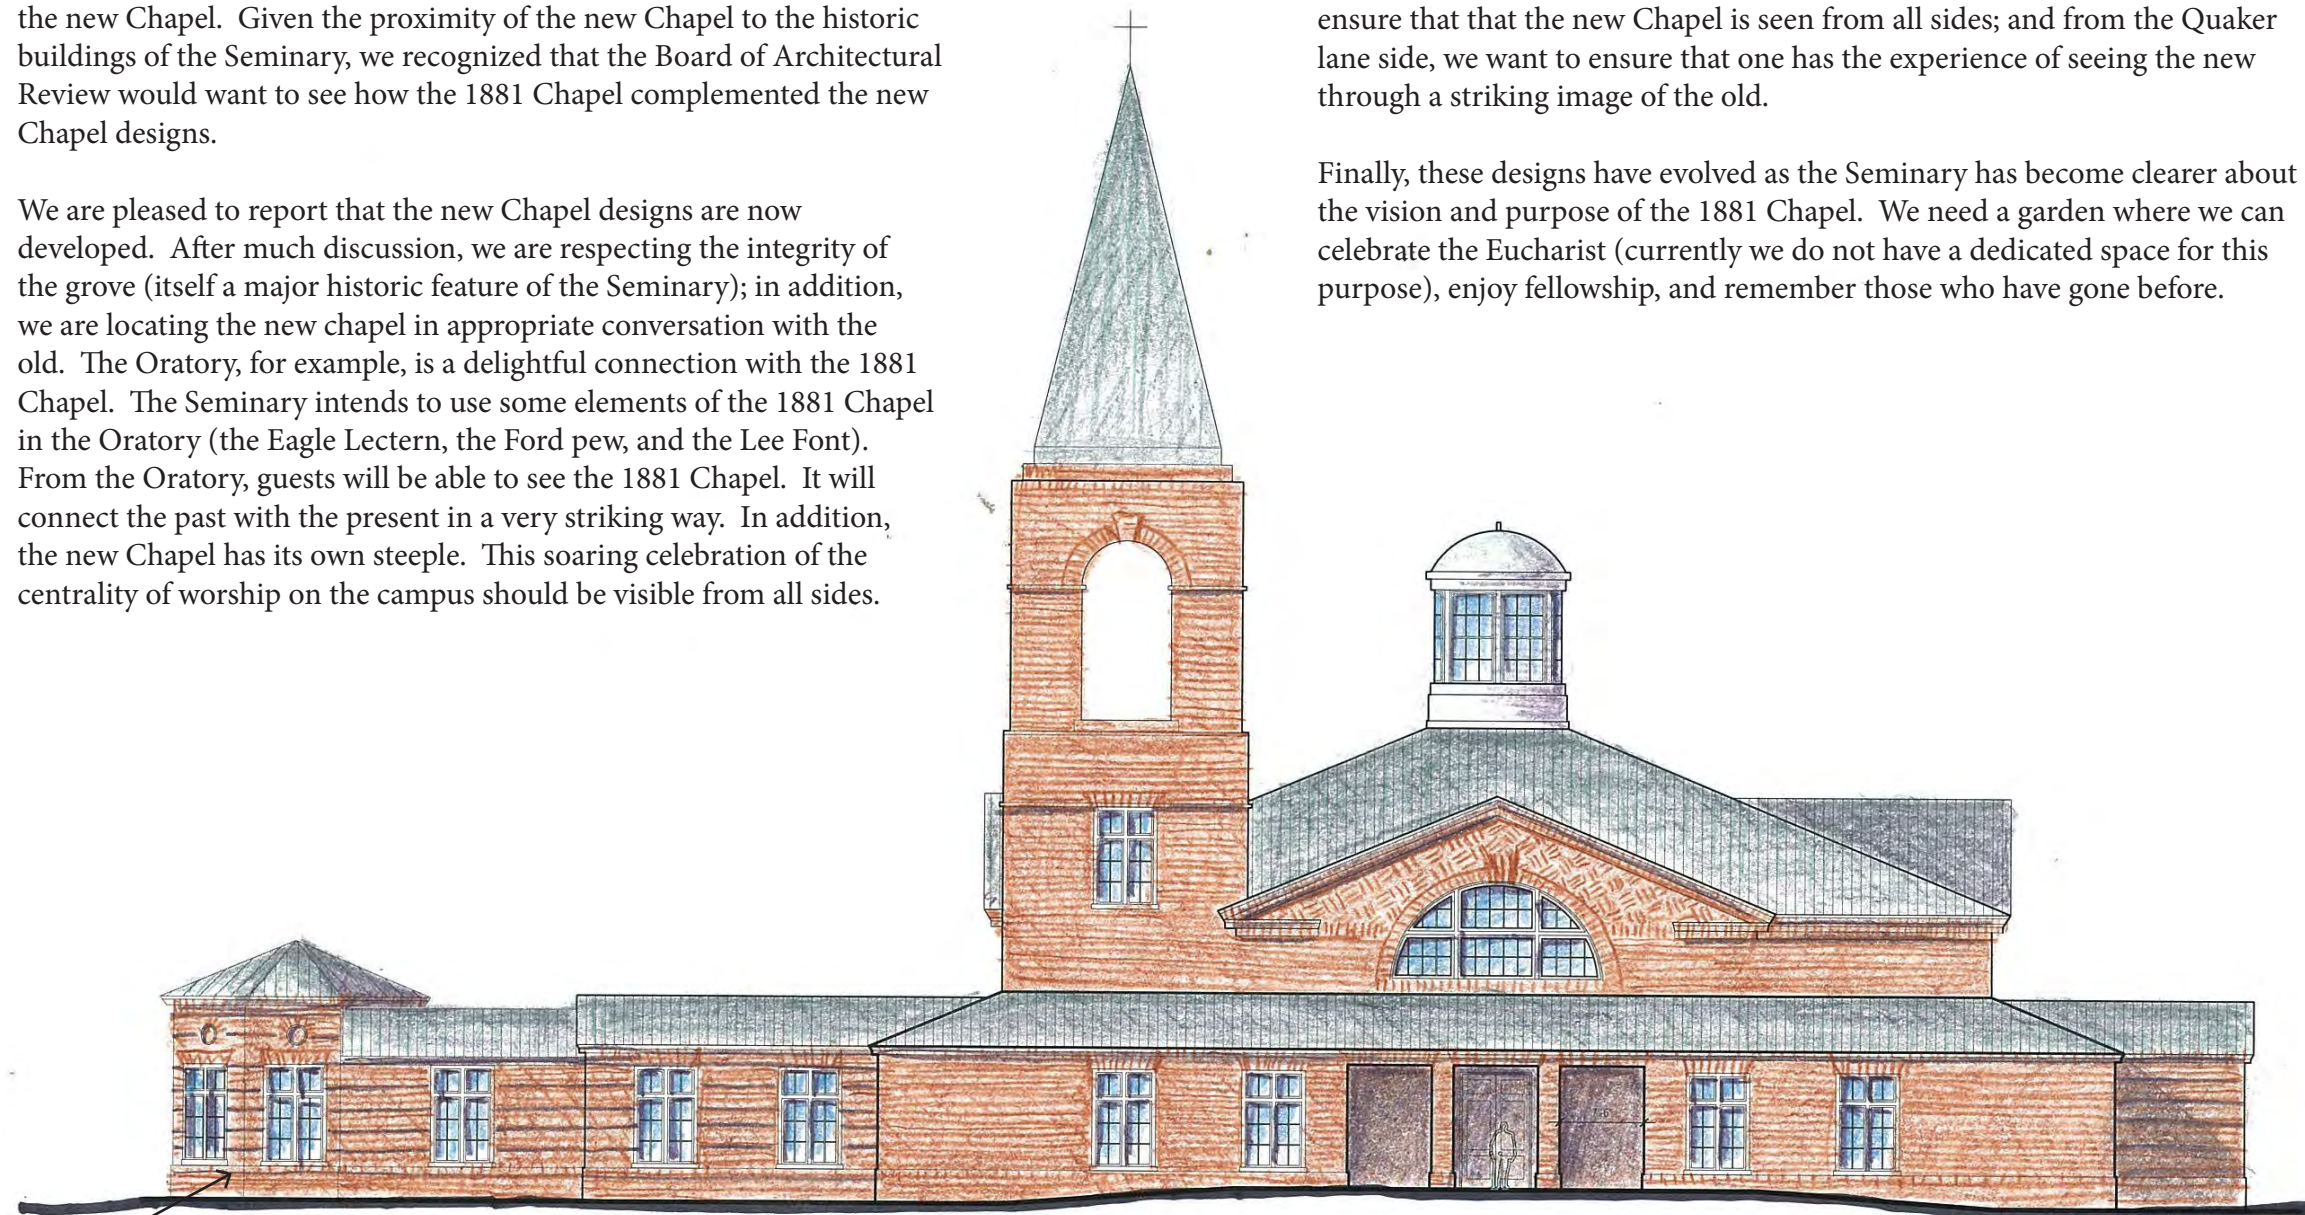 the new Chapel.  Given the proximity of the new Chapel to the historic
buildings of the Seminary, we recognized that the Board of Architectural
Review would want to see how the 1881 Chapel complemented the new
Chapel designs.
We are pleased to report that the new Chapel designs are now
developed.  After much discussion, we are respecting the integrity of
the grove (itself a major historic feature of the Seminary); in addition,
we are locating the new chapel in appropriate conversation with the
old.  The Oratory, for example, is a delightful connection with the 1881
Chapel.  The Seminary intends to use some elements of the 1881 Chapel
in the Oratory (the Eagle Lectern, the Ford pew, and the Lee Font).
From the Oratory, guests will be able to see the 1881 Chapel.  It will
connect the past with the present in a very striking way.  In addition,
the new Chapel has its own steeple.  This soaring celebration of the
centrality of worship on the campus should be visible from all sides.
ensure that that the new Chapel is seen from all sides; and from the Quaker
lane side, we want to ensure that one has the experience of seeing the new
through a striking image of the old.
Finally, these designs have evolved as the Seminary has become clearer about
the vision and purpose of the 1881 Chapel.  We need a garden where we can
celebrate the Eucharist (currently we do not have a dedicated space for this
purpose), enjoy fellowship, and remember those who have gone before.